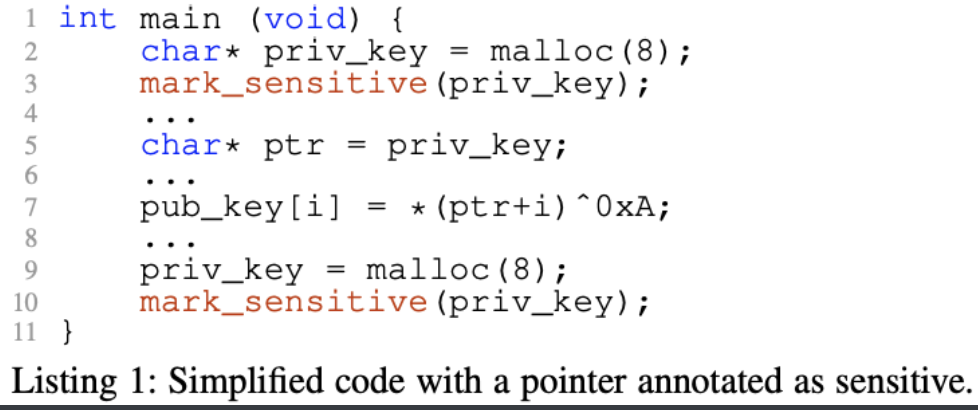 1 int main (void) {
2 char* priv_key = malloc(8);
3 mark_sensitive(priv_key);
4 ...
5 char* ptr = priv_key;
6 ...
7 pub_key[i] = *(ptr+i)^0xA;
8 ...
9 priv_key = malloc(8);
10 mark_sensitive(priv_key);
11 }
Listing 1: Simplified code with a pointer annotated as sensitive.